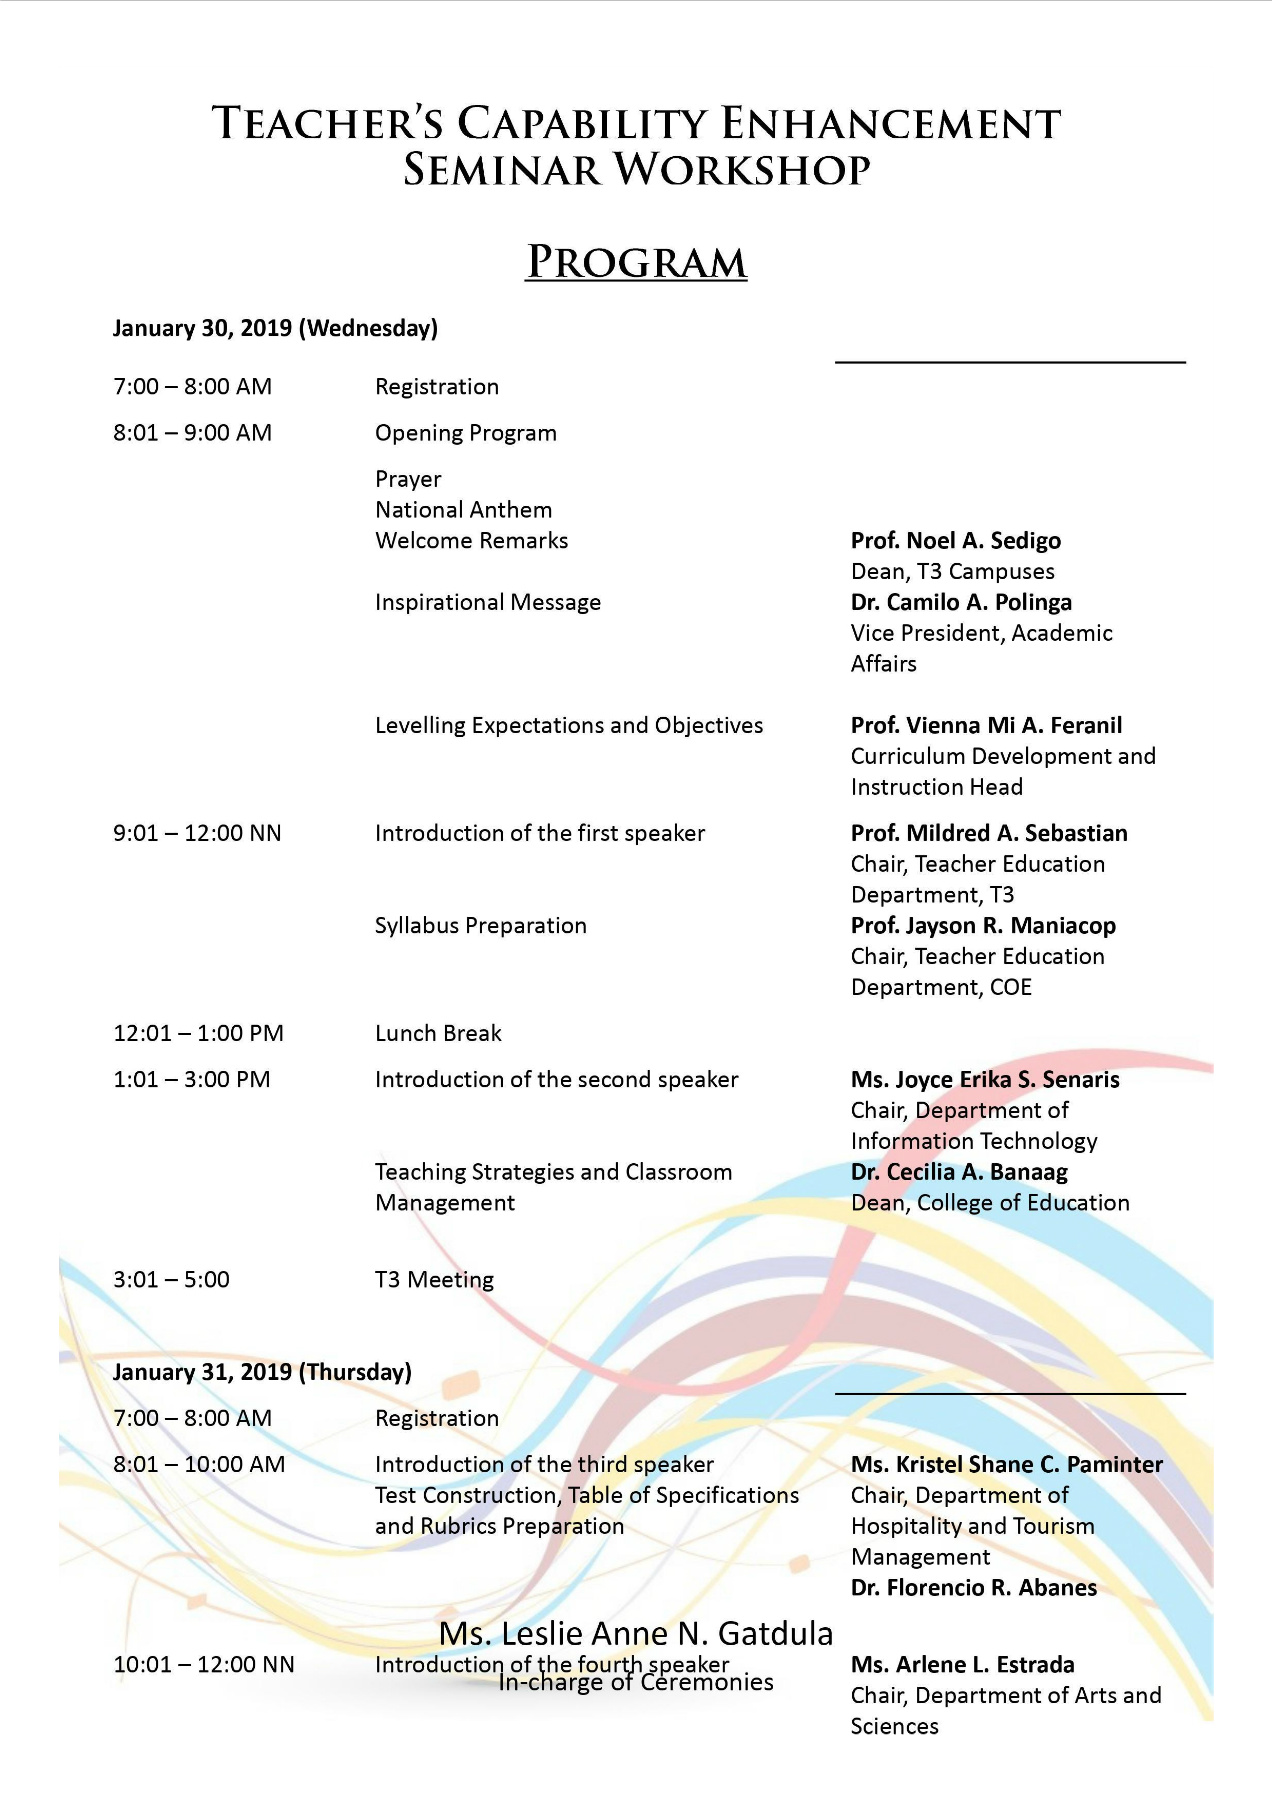 TEACHER'S CAPABILITY ENHANCEMENT
SEMINAR WORKSHOP
PROGRAM
January 30, 2019 (Wednesday)
7:00 – 8:00 AM Registration
8:01 – 9:00 AM Opening Program
Prayer
National Anthem
Welcome Remarks Prof. Noel A. Sedigo
Dean, T3 Campuses
Inspirational Message Dr. Camilo A. Polinga
Vice President, Academic
Affairs
Levelling Expectations and Objectives Prof. Vienna Mi A. Feranil
Curriculum Development and
Instruction Head
9:01 – 12:00 NN Introduction of the first speaker Prof. Mildred A. Sebastian
Chair, Teacher Education
Department, T3
Syllabus Preparation Prof. Jayson R. Maniacop
Chair, Teacher Education
Department, COE
12:01 – 1:00 PM Lunch Break
1:01 – 3:00 PM Introduction of the second speaker Ms. Joyce Erika S. Senaris
Chair, Department of
Information Technology
Teaching Strategies and Classroom Dr. Cecilia A. Banaag
Management Dean, College of Education
3:01 – 5:00 T3 Meeting
January 31, 2019 (Thursday)
7:00 – 8:00 AM Registration
8:01 – 10:00 AM Introduction of the third speaker Ms. Kristel Shane C. Paminter
Test Construction, Table of Specifications Chair, Department of
and Rubrics Preparation Hospitality and Tourism
Management
Dr. Florencio R. Abanes
Ms. Leslie Anne N. Gatdula
10:01 – 12:00 NN Introduction of the fourth speaker Ms. Arlene L. Estrada
In-charge of Ceremonies
Chair, Department of Arts and
Sciences